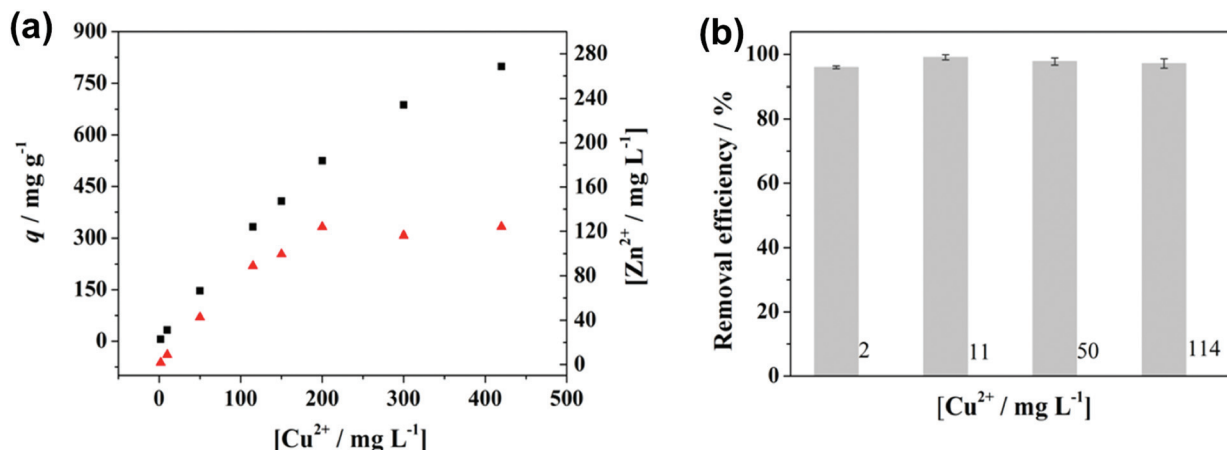 (a)
900
750
600
450
300
150
0
q / mg g⁻¹
280
240
200
160
120
80
40
0
[Zn²⁺ / mg L⁻¹]
0 100 200 300 400 500
[Cu²⁺ / mg L⁻¹]
(b)
100
80
60
40
20
0
Removal efficiency / %
2 11 50 114
[Cu²⁺ / mg L⁻¹]